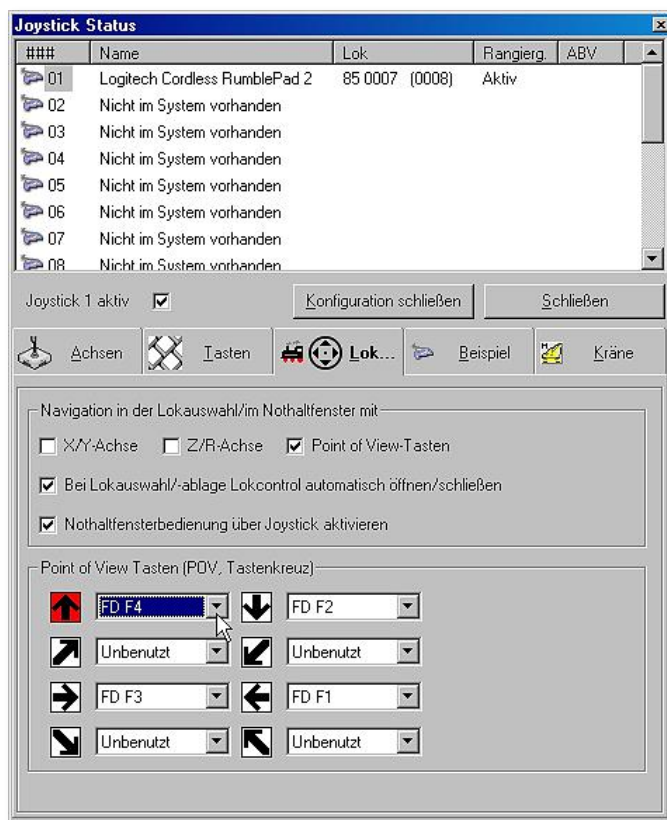 Joystick Status
### Name Lok Rangierg. ABV
01 Logitech Cordless RumblePad 2 85 0007 (0008) Aktiv
02 Nicht im System vorhanden
03 Nicht im System vorhanden
04 Nicht im System vorhanden
05 Nicht im System vorhanden
06 Nicht im System vorhanden
07 Nicht im System vorhanden
08 Nicht im System vorhanden
Joystick 1 aktiv Konfiguration schließen Schließen
Achsen Tasten Lok... Beispiel Kräne
Navigation in der Lokauswahl/im Nothaltfenster mit
X/Y-Achse Z/R-Achse Point of View-Tasten
Bei Lokauswahl/-ablage Lokcontrol automatisch öffnen/schließen
Nothaltfensterbedienung über Joystick aktivieren
Point of View Tasten (POV, Tastenkreuz)
FD F4 FD F2
Unbenutzt Unbenutzt
FD F3 FD F1
Unbenutzt Unbenutzt